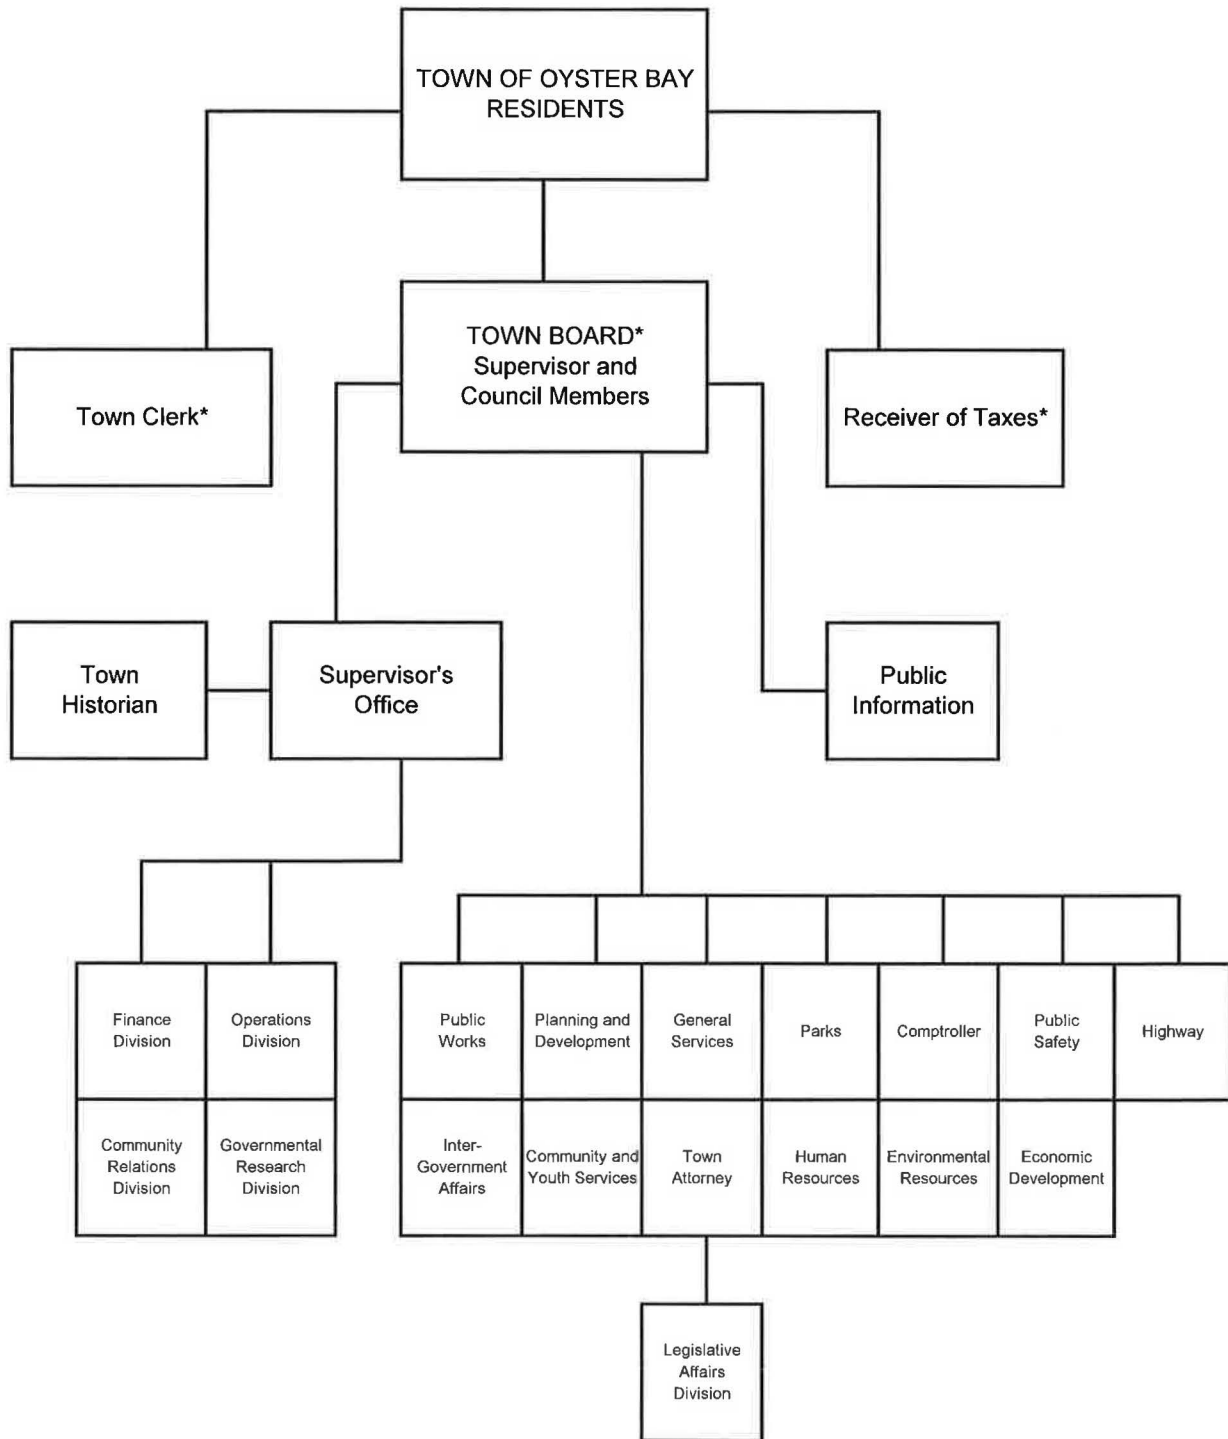 TOWN OF OYSTER BAY
RESIDENTS
TOWN BOARD*
Supervisor and
Council Members
Town Clerk*
Receiver of Taxes*
Town
Historian
Supervisor's
Office
Public
Information
Finance
Division
Operations
Division
Public
Works
Planning and
Development
General
Services
Parks
Comptroller
Public
Safety
Highway
Community
Relations
Division
Governmental
Research
Division
Inter-
Government
Affairs
Community and
Youth Services
Town
Attorney
Human
Resources
Environmental
Resources
Economic
Development
Legislative
Affairs
Division